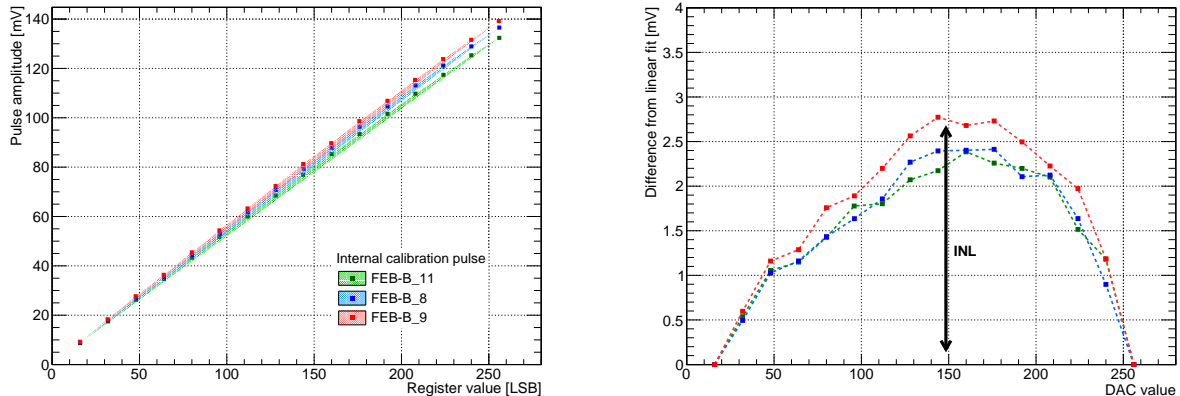 Pulse amplitude [mV]
140
120
100
80
60
40
20
0
0 50 100 150 200 250
Register value [LSB]
Internal calibration pulse
FEB-B_11
FEB-B_8
FEB-B_9
Difference from linear fit [mV]
4
3.5
3
2.5
2
1.5
1
0.5
0
0 50 100 150 200 250
DAC value
INL